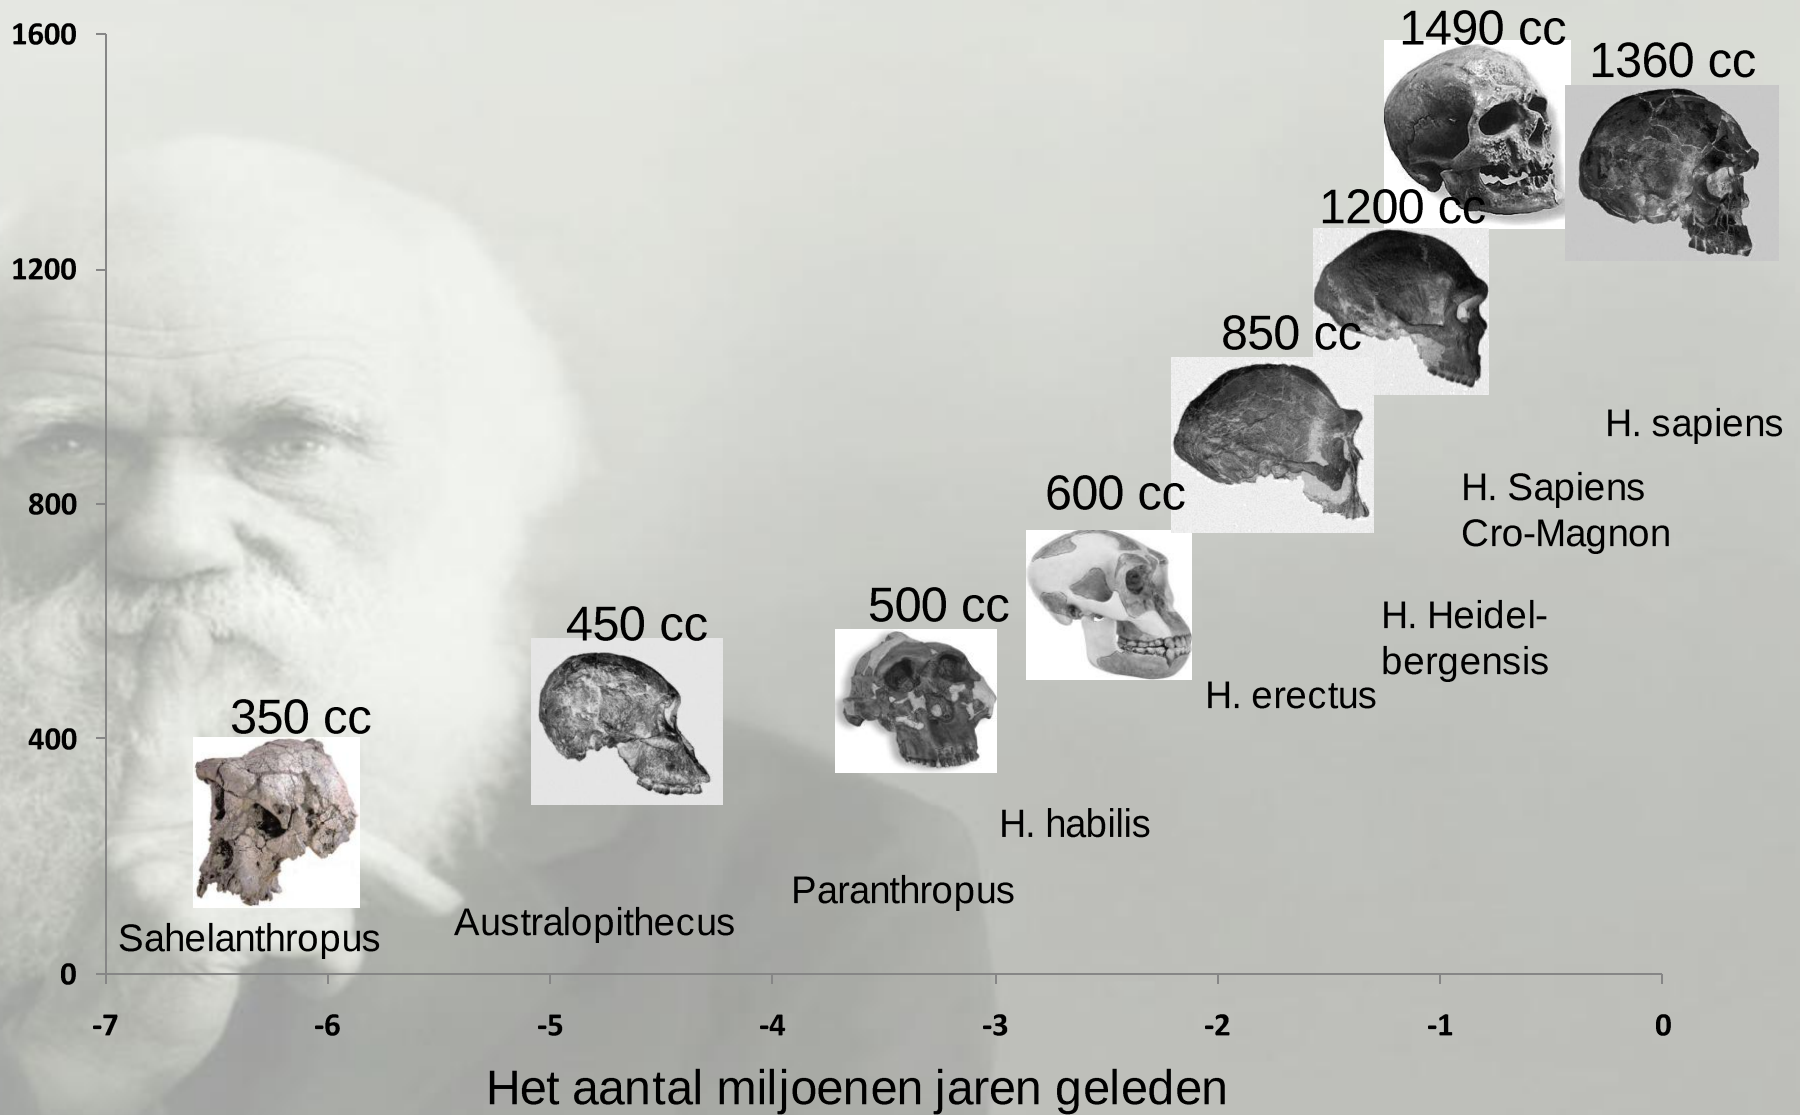 1600
1490 cc
1360 cc
1200 cc
1200
850 cc
H. sapiens
600 cc
H. Sapiens
Cro-Magnon
800
500 cc
450 cc
H. Heidel-
bergensis
H. erectus
350 cc
400
H. habilis
Paranthropus
Australopithecus
Sahelanthropus
0
-7 -6 -5 -4 -3 -2 -1 0
Het aantal miljoenen jaren geleden